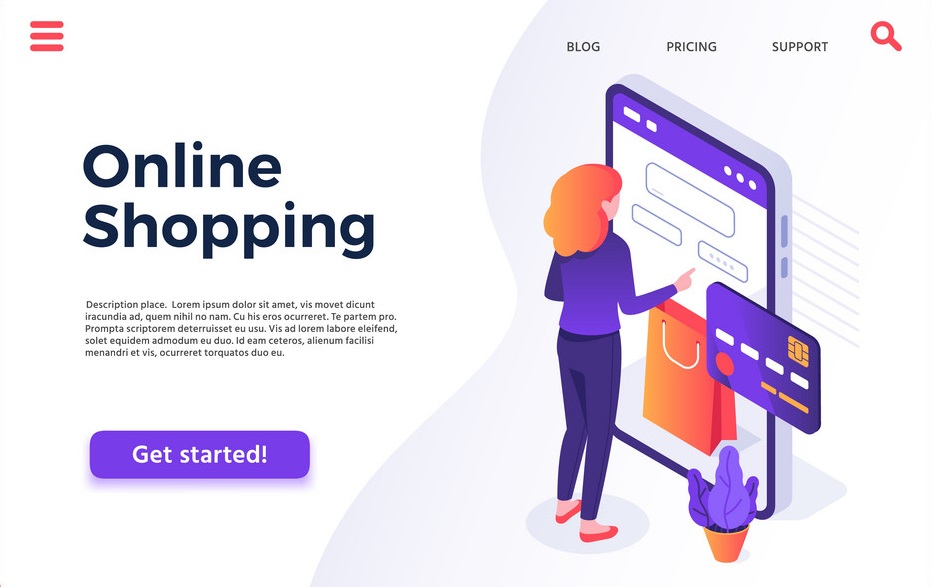 BLOG PRICING SUPPORT
Online
Shopping
Description place. Lorem ipsum dolor sit amet, vis movet dicunt
iracundia ad, quem nihil no nam. Cu his eros ocurreret. Te partem pro.
Prompta scriptorem deterruisset eu usu. Vis ad lorem labore eleifend,
solet equidem admodum eu duo. Id eam ceteros, alienum facilisi
menandri et vis, ocurreret torquatos duo eu.
Get started!